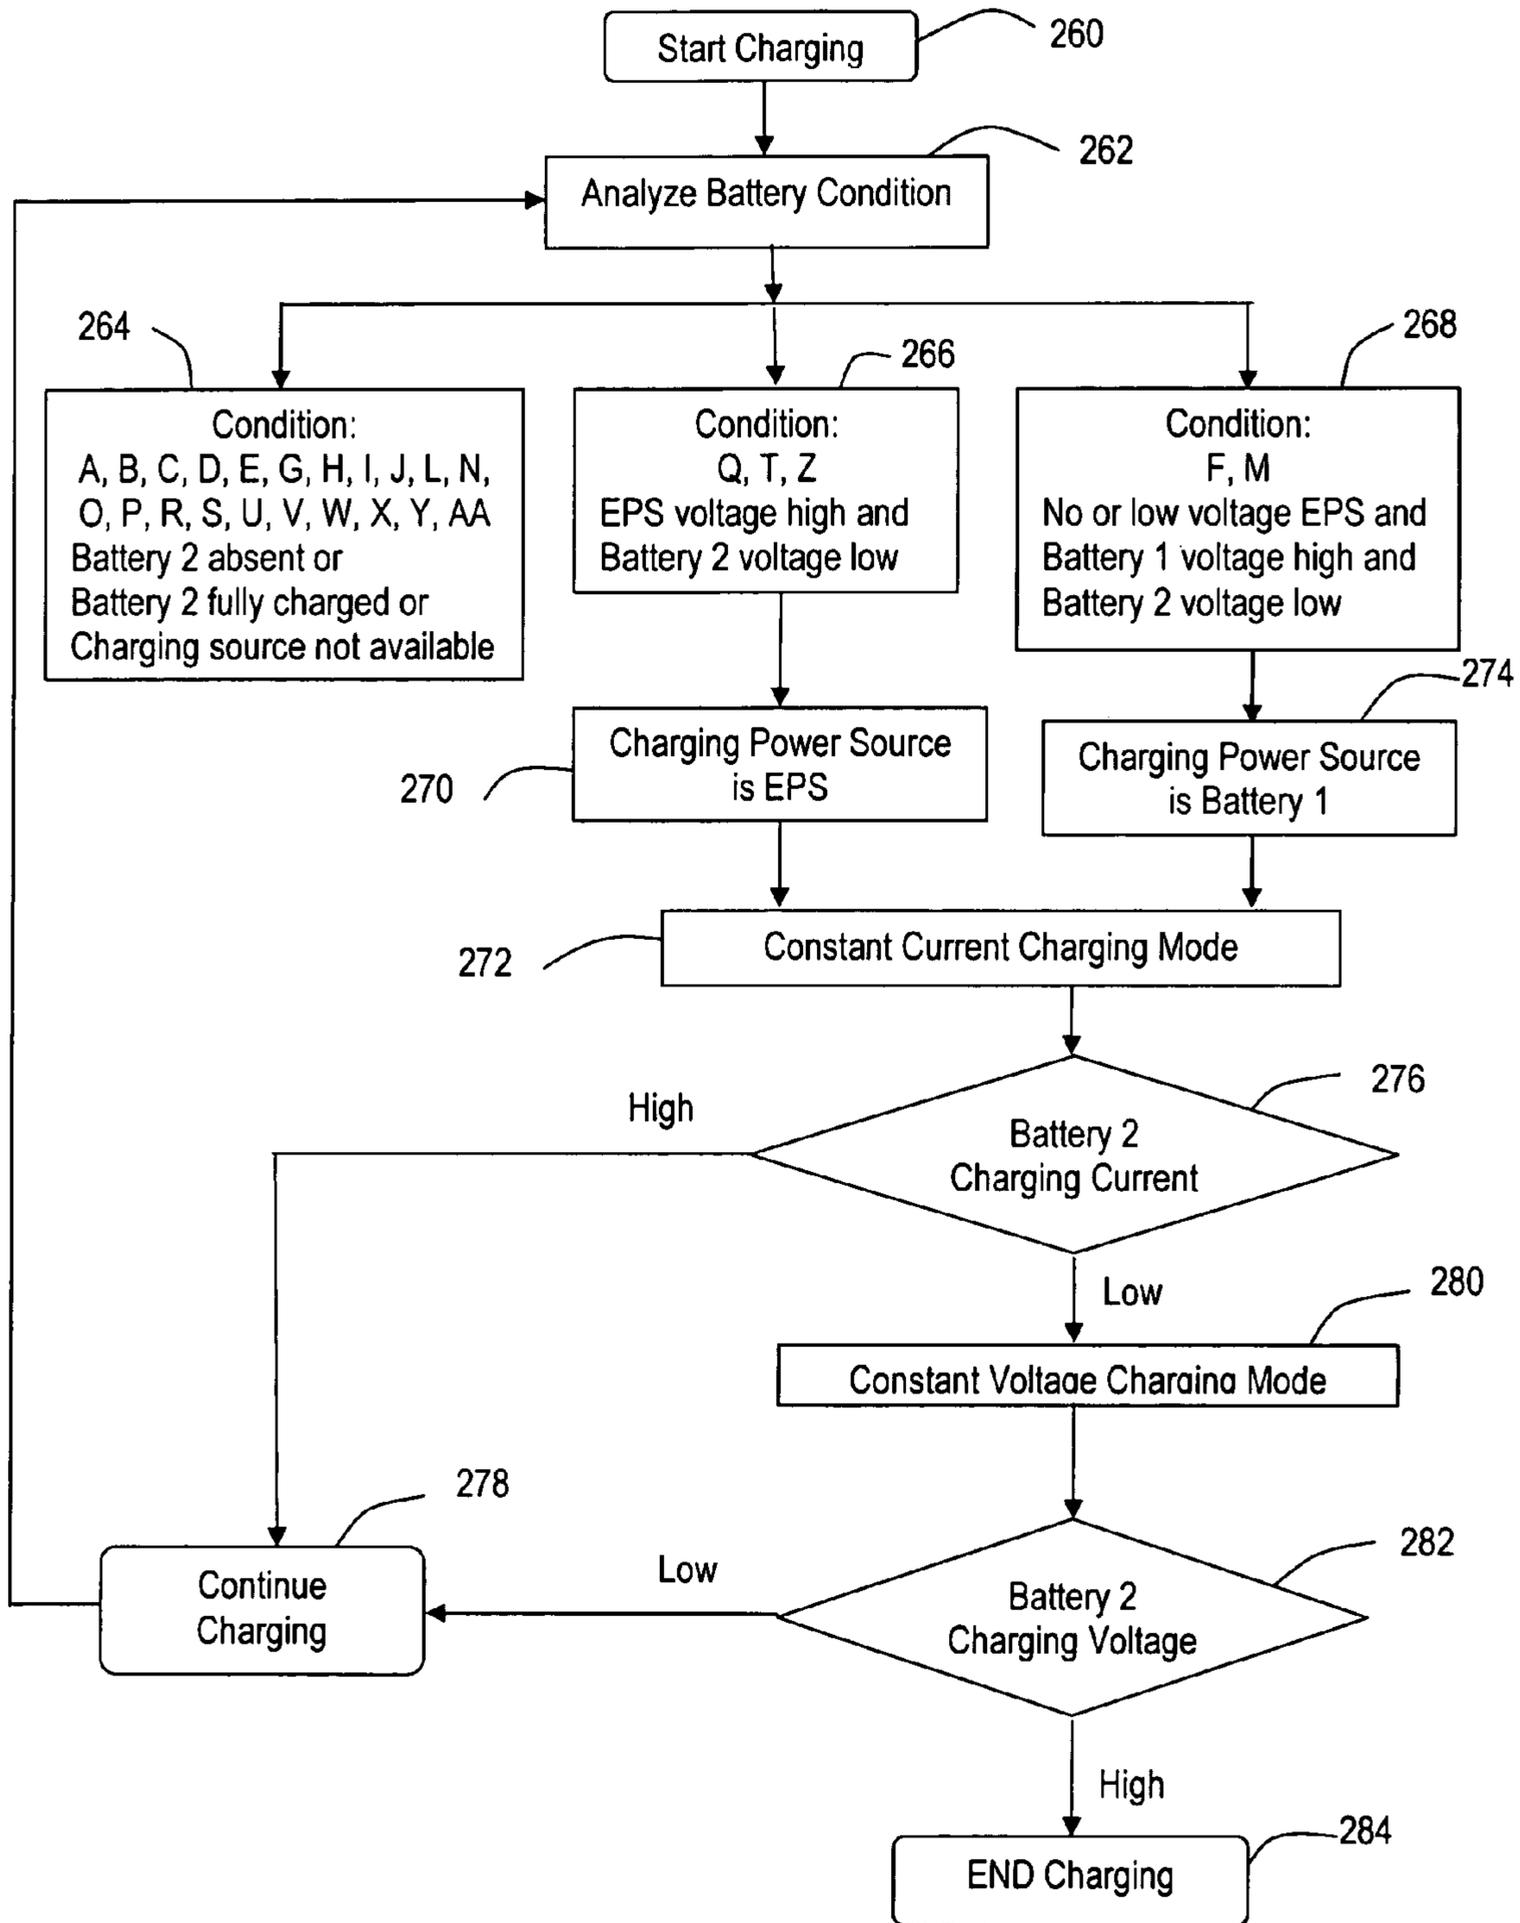 Start Charging
260
262
Analyze Battery Condition
264
266
268
Condition:
A, B, C, D, E, G, H, I, J, L, N,
O, P, R, S, U, V, W, X, Y, AA
Battery 2 absent or
Battery 2 fully charged or
Charging source not available
Condition:
Q, T, Z
EPS voltage high and
Battery 2 voltage low
Condition:
F, M
No or low voltage EPS and
Battery 1 voltage high and
Battery 2 voltage low
270
Charging Power Source
is EPS
274
Charging Power Source
is Battery 1
272
Constant Current Charging Mode
276
High
Battery 2
Charging Current
Low
280
Constant Voltage Charging Mode
278
Continue
Charging
Low
282
Battery 2
Charging Voltage
High
284
END Charging